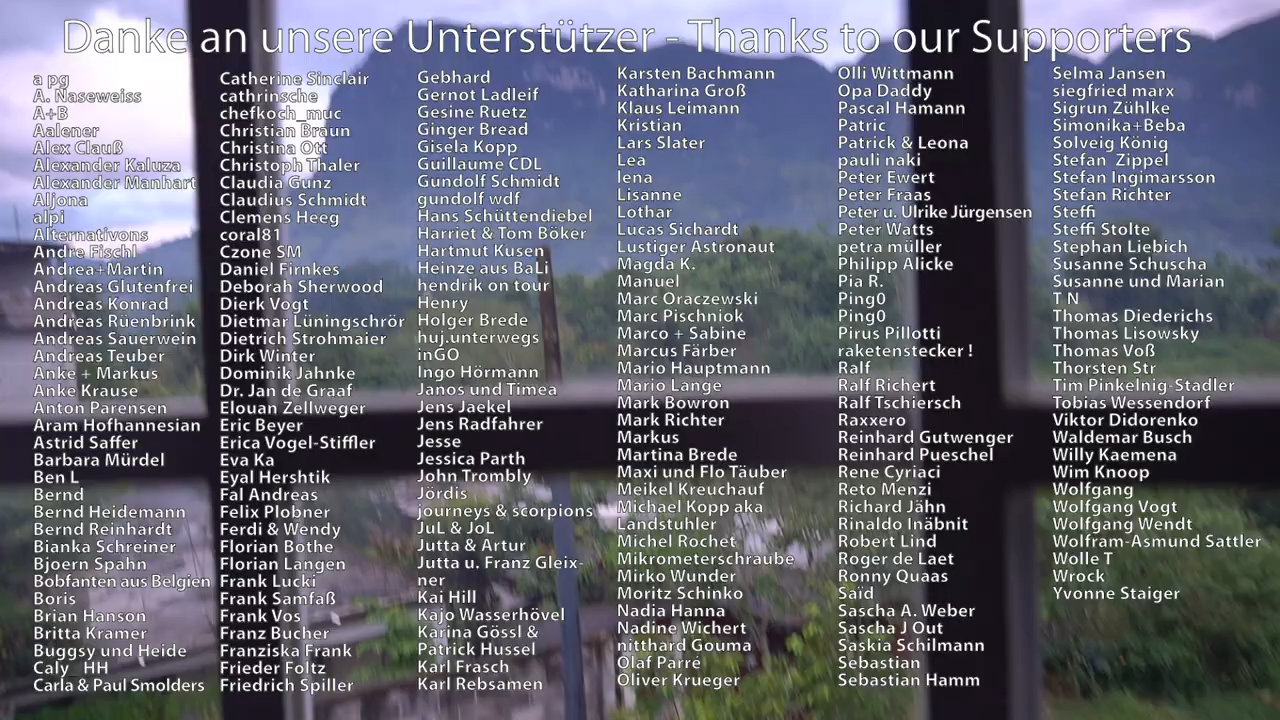 Danke an unsere Unterstützer - Thanks to our Supporters
a pg
A. Naseweiss
A+B
Aalener
Alex Clauß
Alexander Kaluza
Alexander Manhart
Aljona
alpi
Alternativons
Andre Fischl
Andrea+Martin
Andreas Glutenfrei
Andreas Konrad
Andreas Rüenbrink
Andreas Sauerwein
Andreas Teuber
Anke + Markus
Anke Krause
Anton Parensen
Aram Hofhannesian
Astrid Saffer
Barbara Mürdel
Ben L
Bernd
Bernd Heidemann
Bernd Reinhardt
Bianka Schreiner
Bjoern Spahn
Bobfanten aus Belgien
Boris
Brian Hanson
Britta Kramer
Buggsy und Heide
Caly_ HH
Carla & Paul Smolders
Catherine Sinclair
cathrinsche
chefkoch_muc
Christian Braun
Christina Ott
Christoph Thaler
Claudia Gunz
Claudius Schmidt
Clemens Heeg
coral81
Czone SM
Daniel Firnkes
Deborah Sherwood
Dierk Vogt
Dietmar Lüningschrör
Dietrich Strohmaier
Dirk Winter
Dominik Jahnke
Dr. Jan de Graaf
Elouan Zellweger
Eric Beyer
Erica Vogel-Stiffler
Eva Ka
Eyal Hershtik
Fal Andreas
Felix Plobner
Ferdi & Wendy
Florian Bothe
Florian Langen
Frank Lucki
Frank Samfaß
Frank Vos
Franz Bucher
Franziska Frank
Frieder Foltz
Friedrich Spiller
Gebhard
Gernot Ladleif
Gesine Ruetz
Ginger Bread
Gisela Kopp
Guillaume CDL
Gundolf Schmidt
gundolf wdf
Hans Schüttendiebel
Harriet & Tom Böker
Hartmut Kusen
Heinze aus BaLi
hendrik on tour
Henry
Holger Brede
huj.unterwegs
inGO
Ingo Hörmann
Janos und Timea
Jens Jaekel
Jens Radfahrer
Jesse
Jessica Parth
John Trombly
Jördis
journeys & scorpions
JuL & JoL
Jutta & Artur
Jutta u. Franz Gleix-
ner
Kai Hill
Kajo Wasserhövel
Karina Gössl &
Patrick Hussel
Karl Frasch
Karl Rebsamen
Karsten Bachmann
Katharina Groß
Klaus Leimann
Kristian
Lars Slater
Lea
lena
Lisanne
Lothar
Lucas Sichardt
Lustiger Astronaut
Magda K.
Manuel
Marc Oraczewski
Marc Pischniok
Marco + Sabine
Marcus Färber
Mario Hauptmann
Mario Lange
Mark Bowron
Mark Richter
Markus
Martina Brede
Maxi und Flo Täuber
Meikel Kreuchauf
Michael Kopp aka
Landstuhler
Michel Rochet
Mikrometerschraube
Mirko Wunder
Moritz Schinko
Nadia Hanna
Nadine Wichert
nitthard Gouma
Olaf Parré
Oliver Krueger
Olli Wittmann
Opa Daddy
Pascal Hamann
Patric
Patrick & Leona
pauli naki
Peter Ewert
Peter Fraas
Peter u. Ulrike Jürgensen
Peter Watts
petra müller
Philipp Alicke
Pia R.
Ping0
Ping0
Pirus Pillotti
raketenstecker !
Ralf
Ralf Richert
Ralf Tschiersch
Raxxero
Reinhard Gutwenger
Reinhard Pueschel
Rene Cyriaci
Reto Menzi
Richard Jähn
Rinaldo Inäbnit
Robert Lind
Roger de Laet
Ronny Quaas
Saïd
Sascha A. Weber
Sascha J Out
Saskia Schilmann
Sebastian
Sebastian Hamm
Selma Jansen
siegfried marx
Sigrun Zühlke
Simonika+Beba
Solveig König
Stefan  Zippel
Stefan Ingimarsson
Stefan Richter
Steffi
Steffi Stolte
Stephan Liebich
Susanne Schuscha
Susanne und Marian
T N
Thomas Diederichs
Thomas Lisowsky
Thomas Voß
Thorsten Str
Tim Pinkelnig-Stadler
Tobias Wessendorf
Viktor Didorenko
Waldemar Busch
Willy Kaemena
Wim Knoop
Wolfgang
Wolfgang Vogt
Wolfgang Wendt
Wolfram-Asmund Sattler
Wolle T
Wrock
Yvonne Staiger